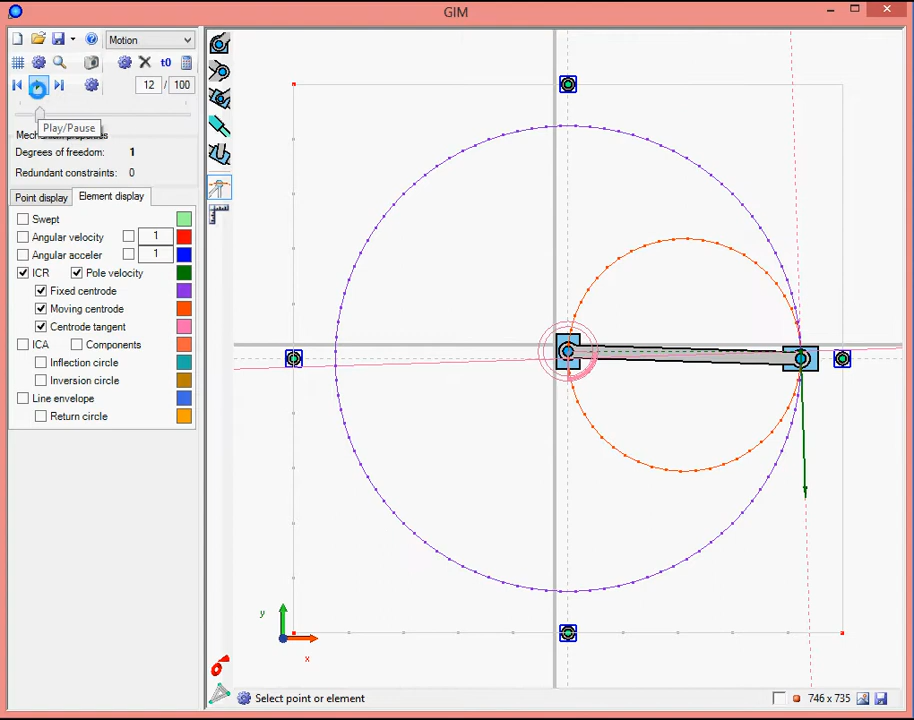 GIM
Motion
t0
12 / 100
Play/Pause
Degrees of freedom: 1
Redundant constraints: 0
Point display Element display
Swept
Angular velocity 1
Angular acceler 1
ICR Pole velocity
Fixed centrode
Moving centrode
Centrode tangent
ICA Components
Inflection circle
Inversion circle
Line envelope
Return circle
y
x
Select point or element
746 x 735